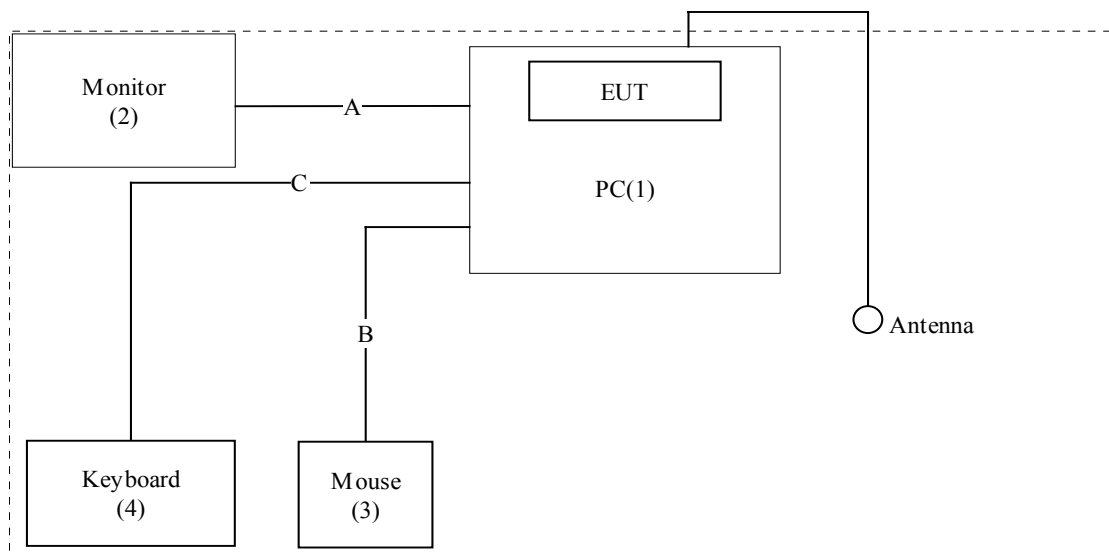 Monitor
(2)
A
EUT
C
PC(1)
B
Antenna
Keyboard
(4)
Mouse
(3)